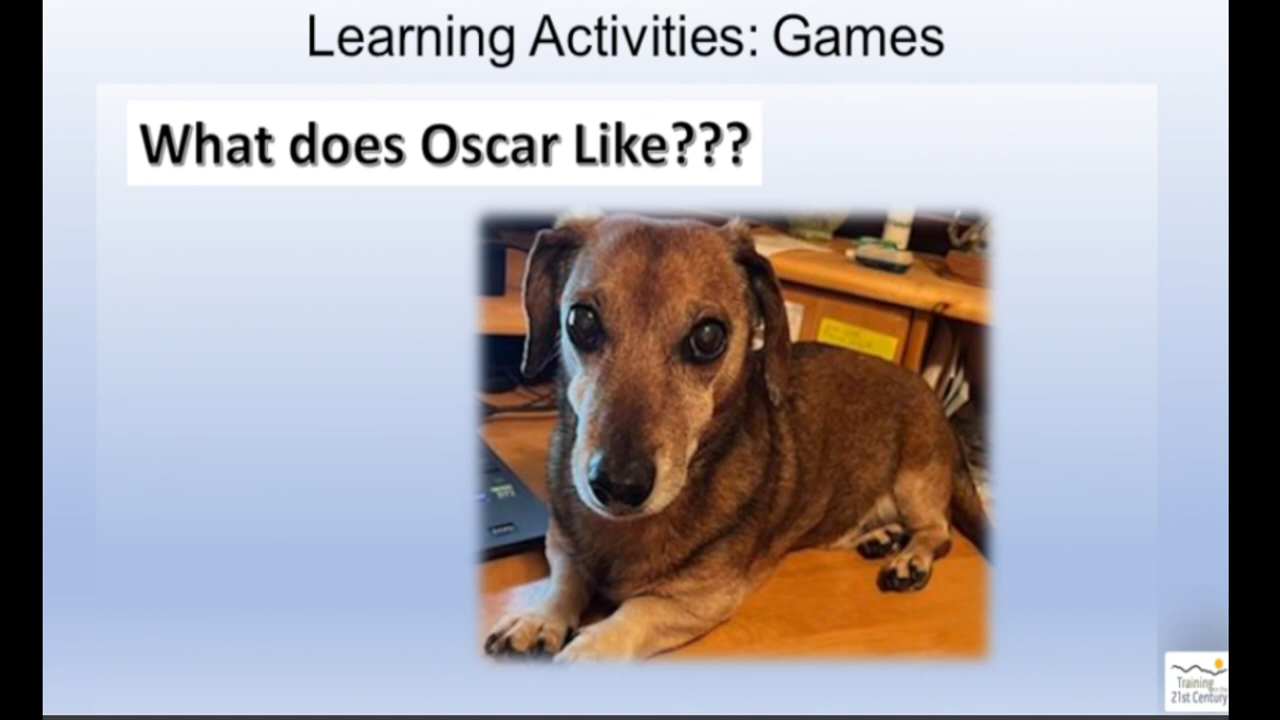 Learning Activities: Games
What does Oscar Like???
Training
21st Century